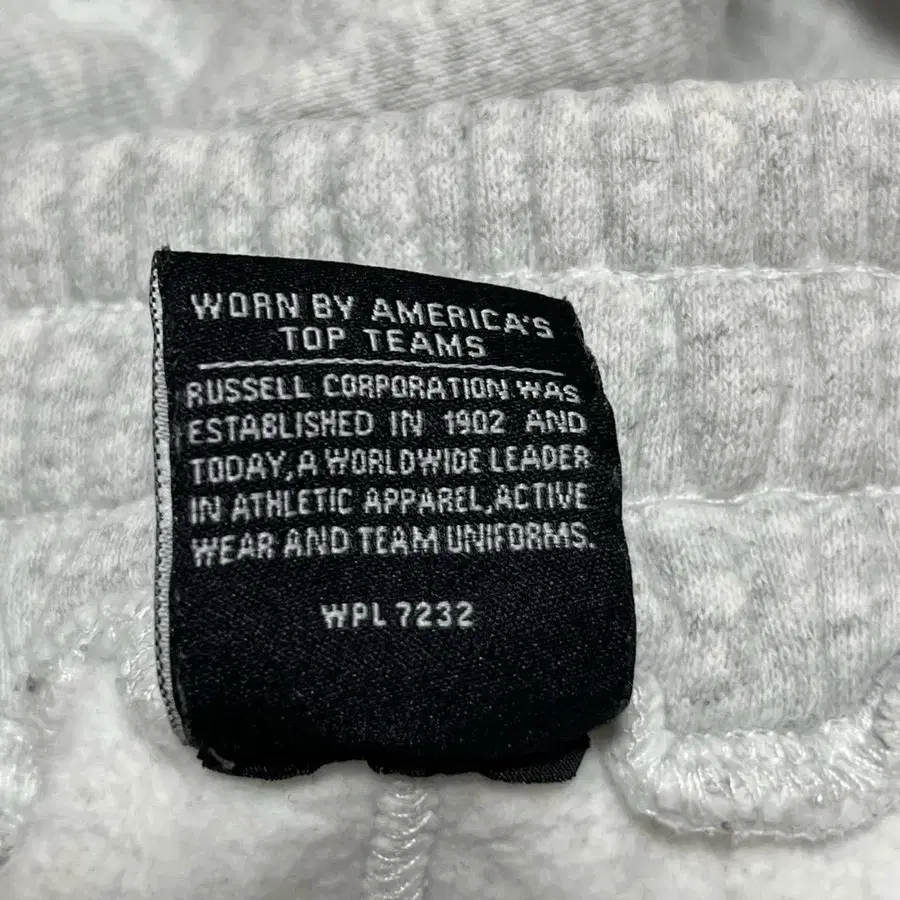 WORN BY AMERICA'S
TOP TEAMS
RUSSELL CORPORATION WAS
ESTABLISHED IN 1902 AND
TODAY, A WORLDWIDE LEADER
IN ATHLETIC APPAREL, ACTIVE
WEAR AND TEAM UNIFORMS.
WPL 7232